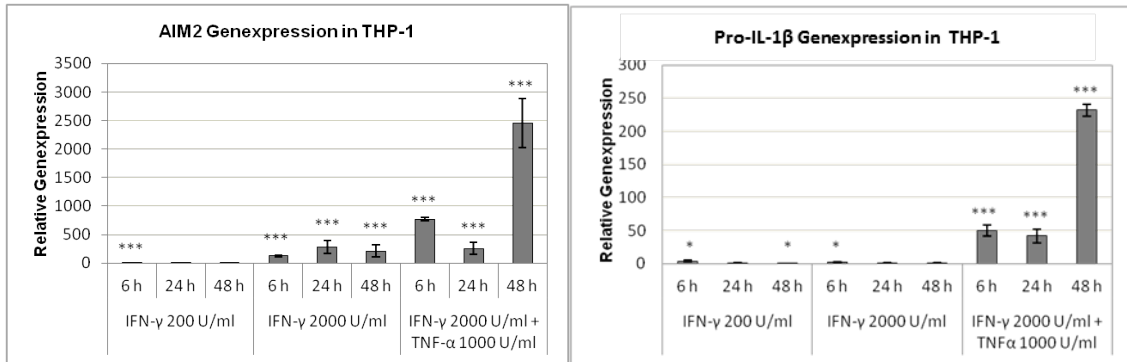 AIM2 Genexpression in THP-1
Relative Genexpression
3500
3000
2500
2000
1500
1000
500
0
***
***
***
***
***
***
***
6 h 24 h 48 h 6 h 24 h 48 h 6 h 24 h 48 h
IFN-γ 200 U/ml IFN-γ 2000 U/ml IFN-γ 2000 U/ml +
TNF-α 1000 U/ml
Pro-IL-1β Genexpression in THP-1
Relative Genexpression
300
250
200
150
100
50
0
*
*
*
***
***
***
6 h 24 h 48 h 6 h 24 h 48 h 6 h 24 h 48 h
IFN-γ 200 U/ml IFN-γ 2000 U/ml IFN-γ 2000 U/ml +
TNFα 1000 U/ml